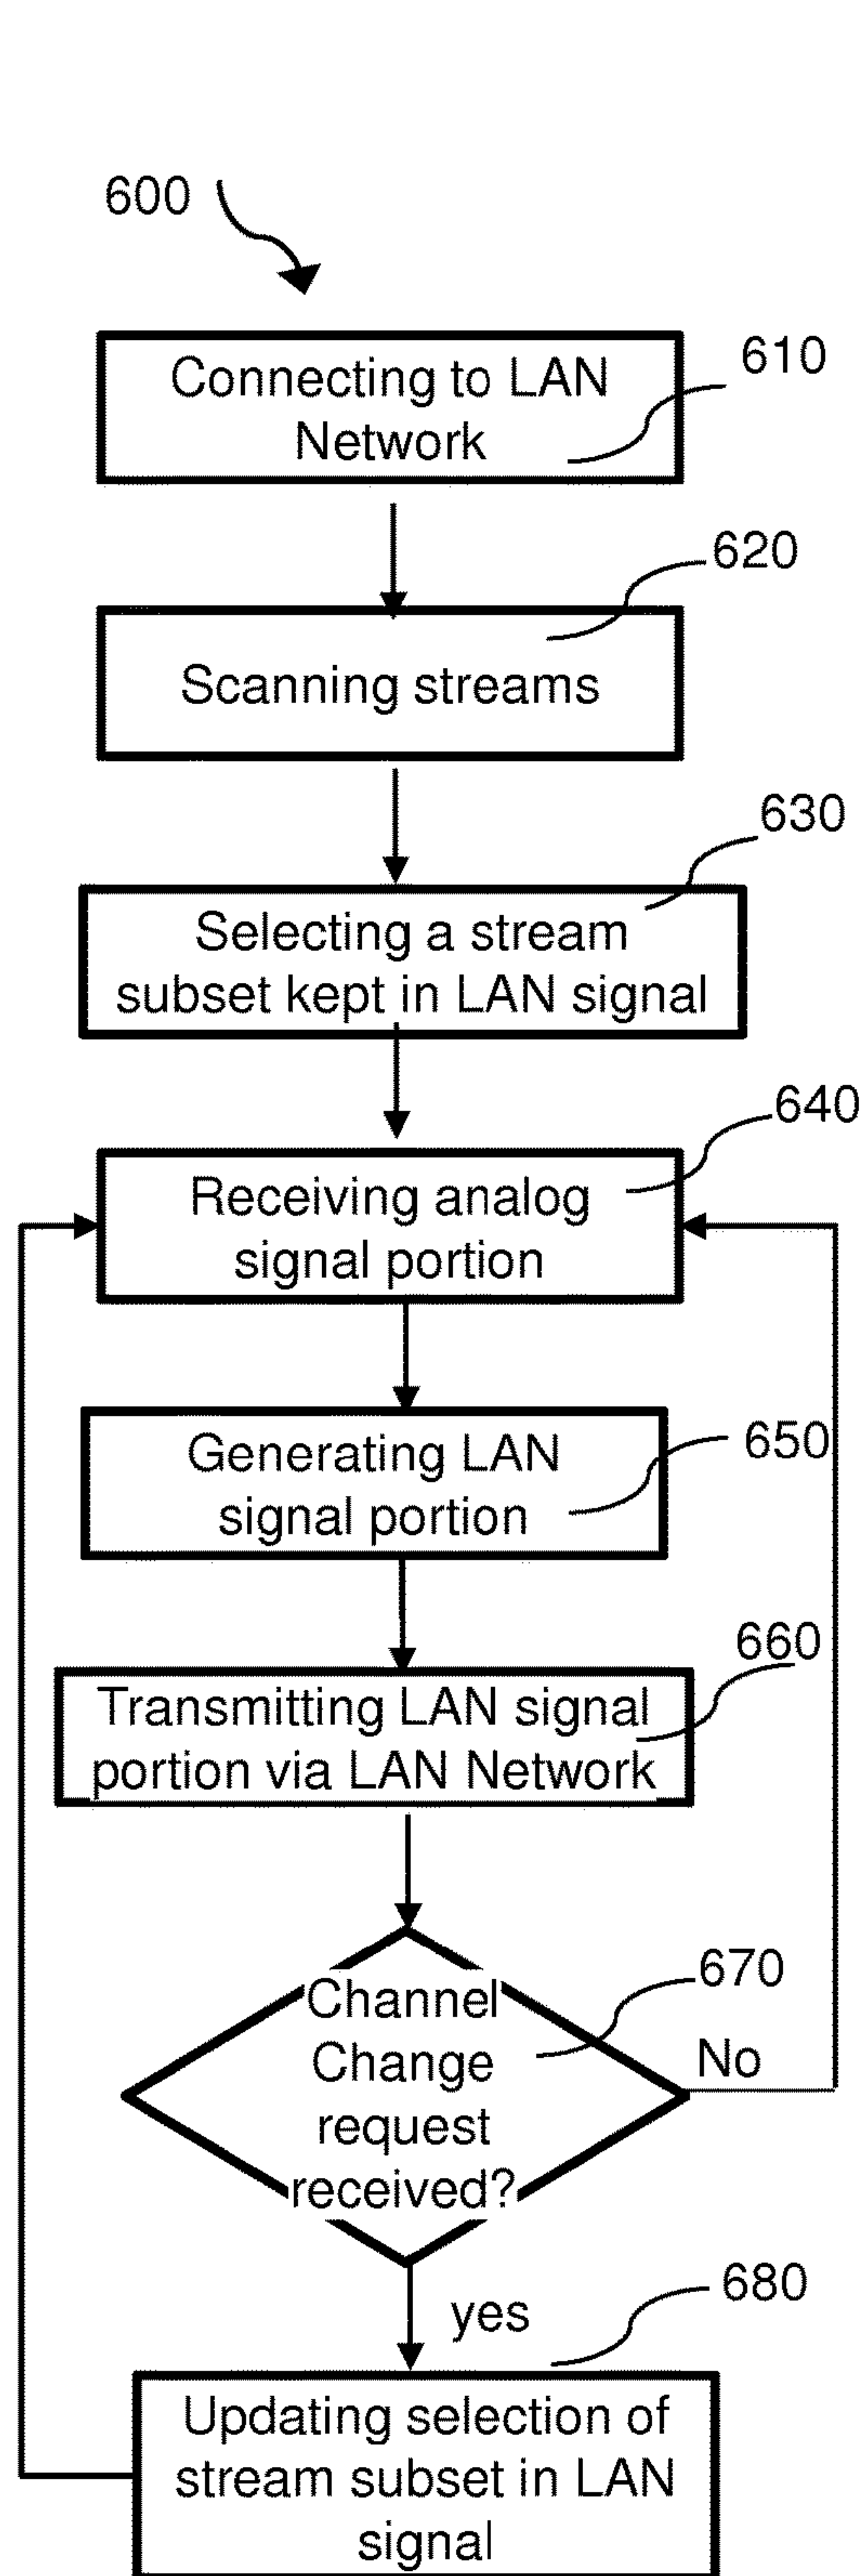 600
Connecting to LAN
Network
610
620
Scanning streams
630
Selecting a stream
subset kept in LAN signal
640
Receiving analog
signal portion
Generating LAN
signal portion
650
660
Transmitting LAN signal
portion via LAN Network
670
Channel
Change
request
received?
No
yes
680
Updating selection of
stream subset in LAN
signal